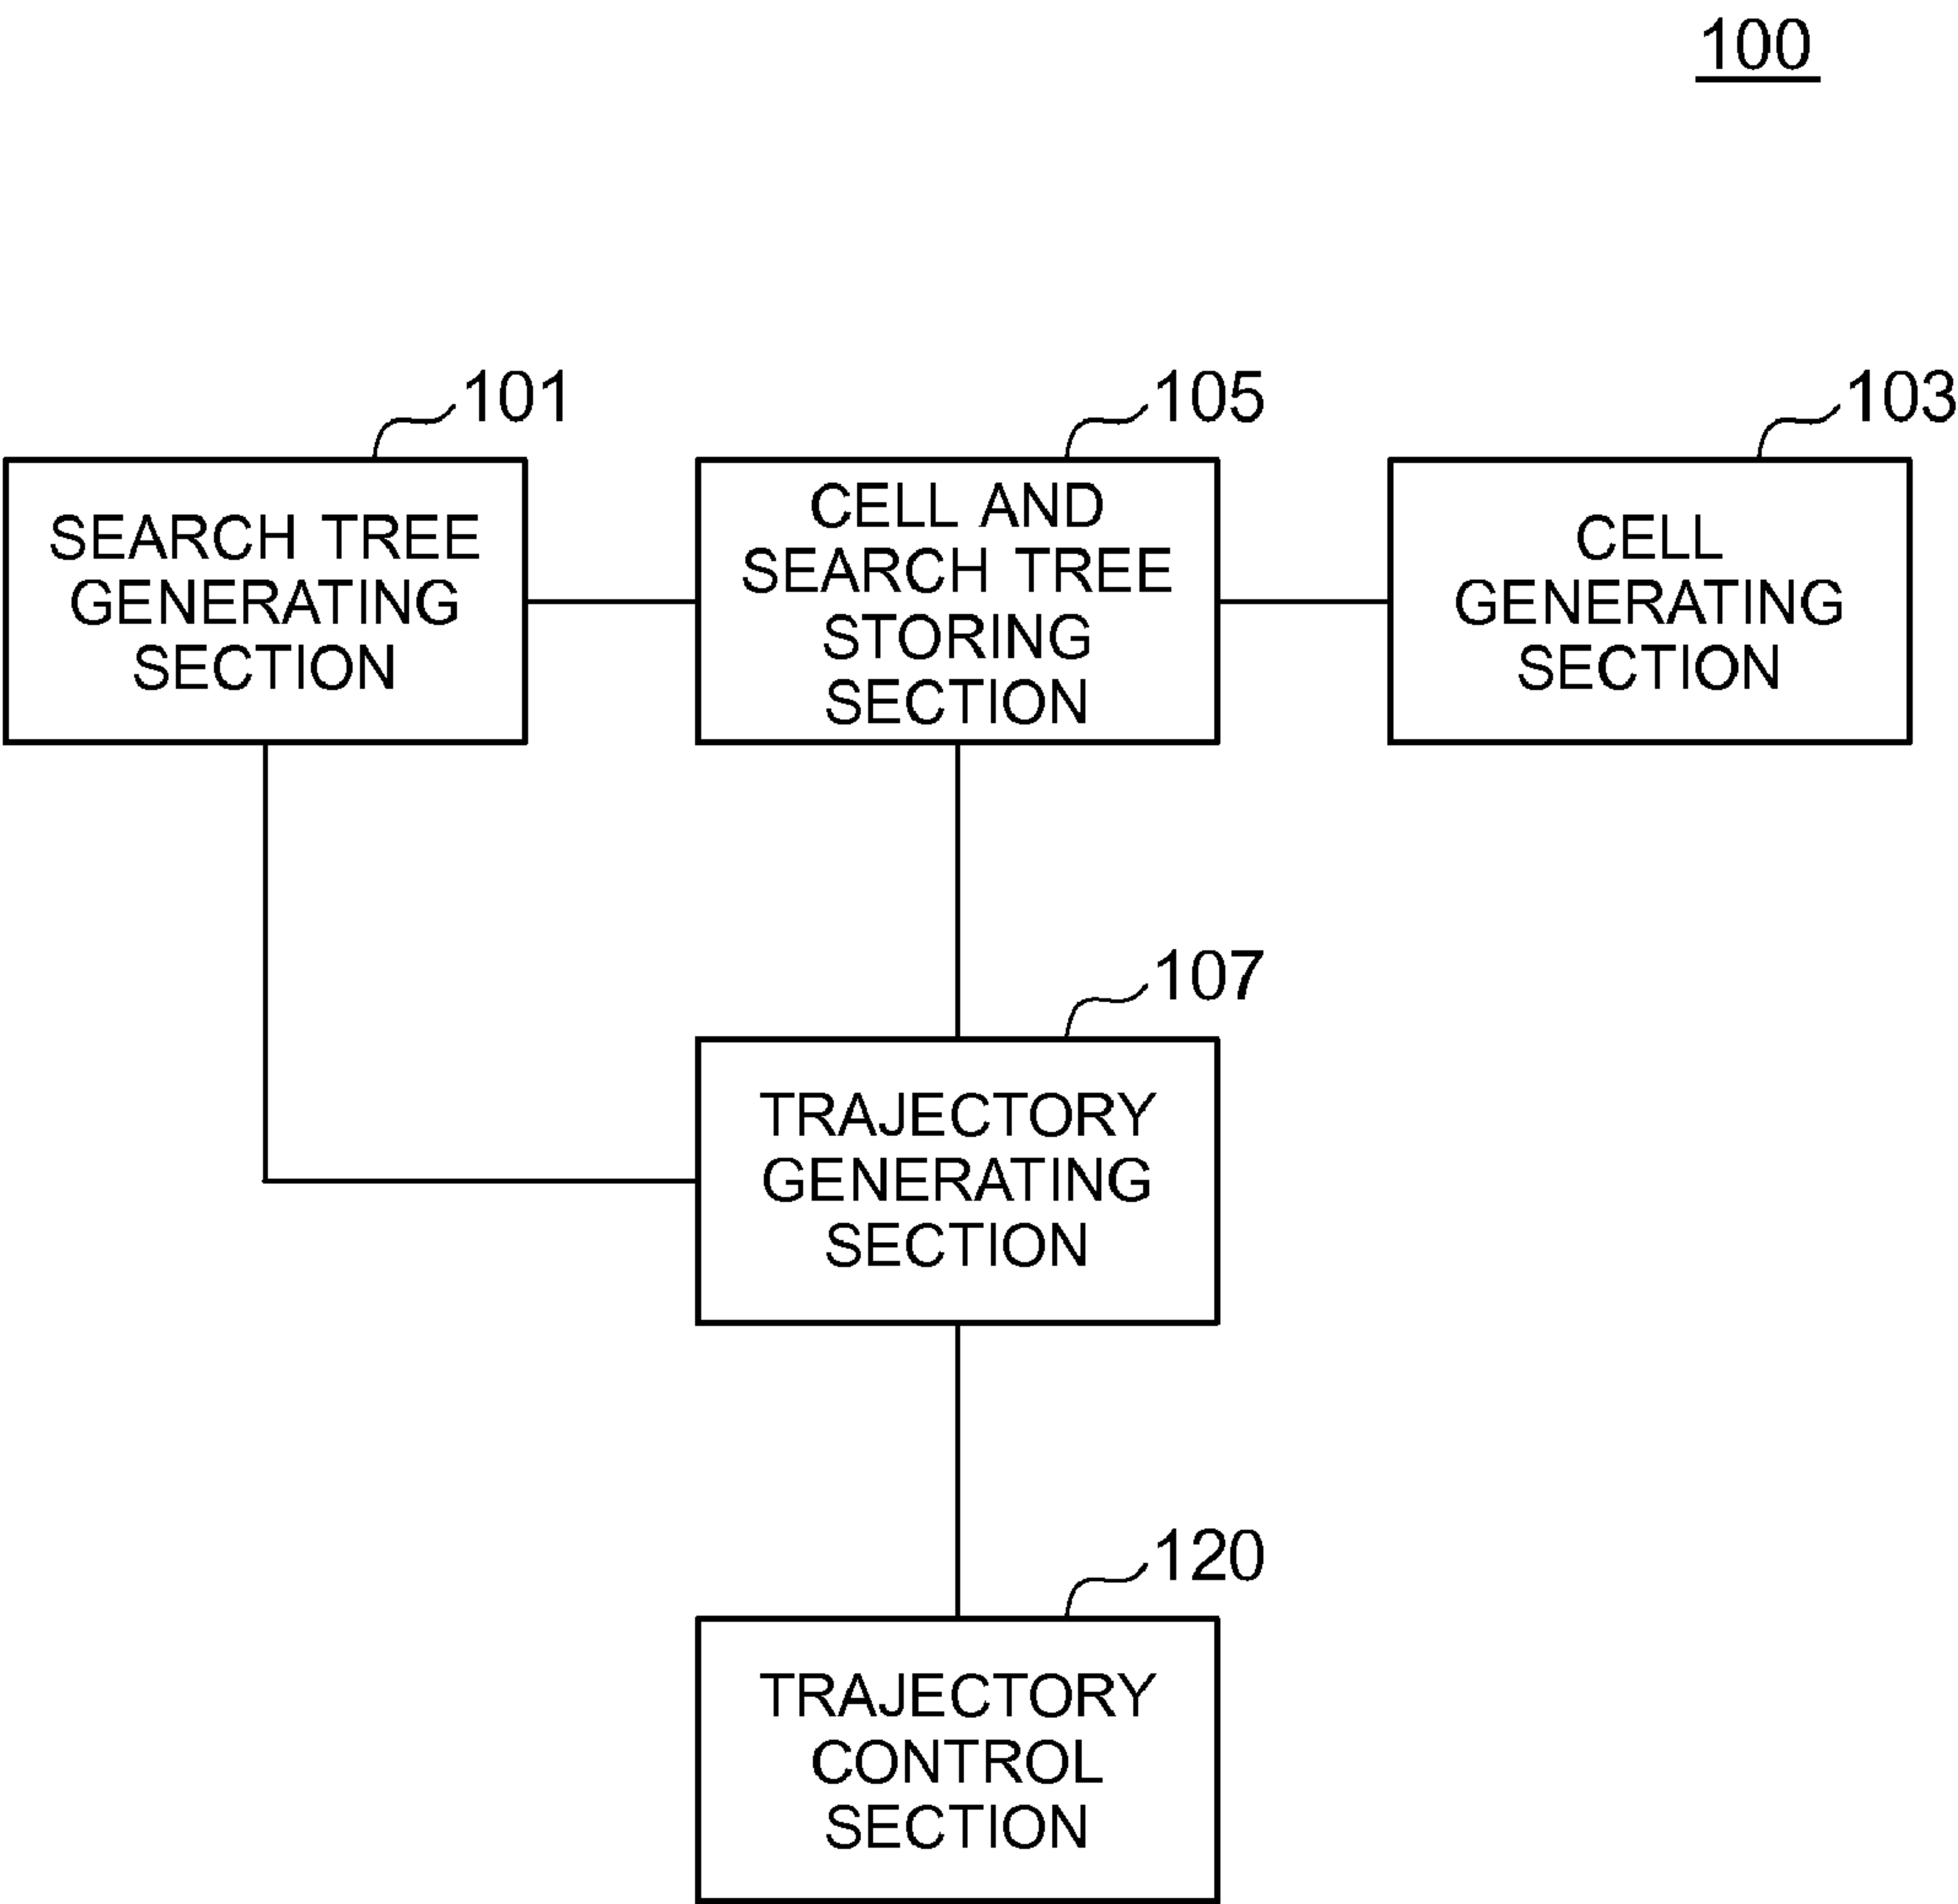 100
101
SEARCH TREE
GENERATING
SECTION
105
CELL AND
SEARCH TREE
STORING
SECTION
103
CELL
GENERATING
SECTION
107
TRAJECTORY
GENERATING
SECTION
120
TRAJECTORY
CONTROL
SECTION